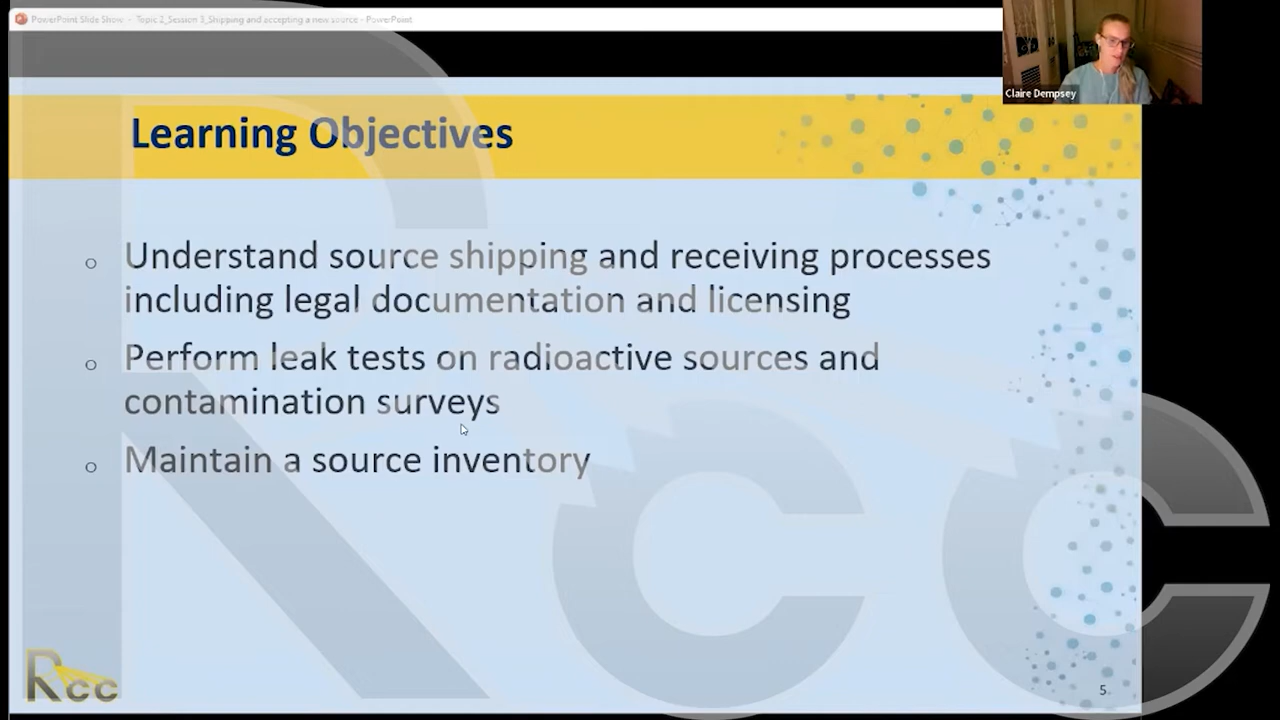 PowerPoint Slide Show - Topic 2_Session 3_Shipping and accepting a new source - PowerPoint
Claire Dempsey
Learning Objectives
Understand source shipping and receiving processes
including legal documentation and licensing
Perform leak tests on radioactive sources and
contamination surveys
Maintain a source inventory
Rcc
Rcc
5